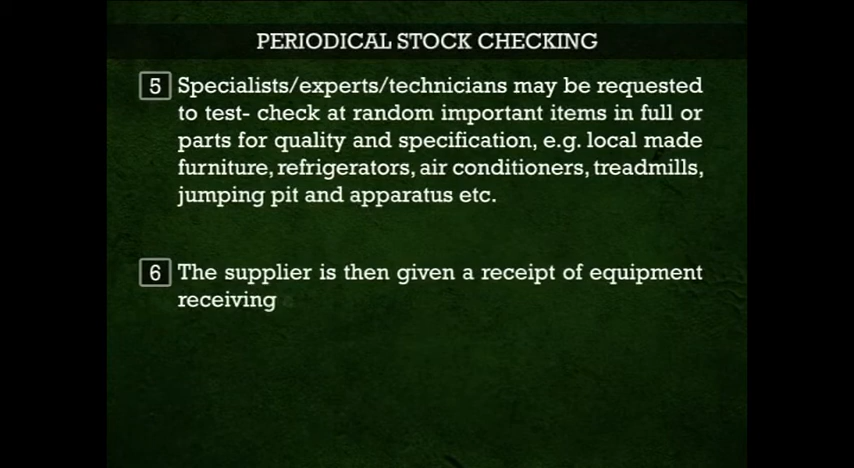 PERIODICAL STOCK CHECKING
5 Specialists/experts/technicians may be requested
to test- check at random important items in full or
parts for quality and specification, e.g. local made
furniture, refrigerators, air conditioners, treadmills,
jumping pit and apparatus etc.
6 The supplier is then given a receipt of equipment
receiving